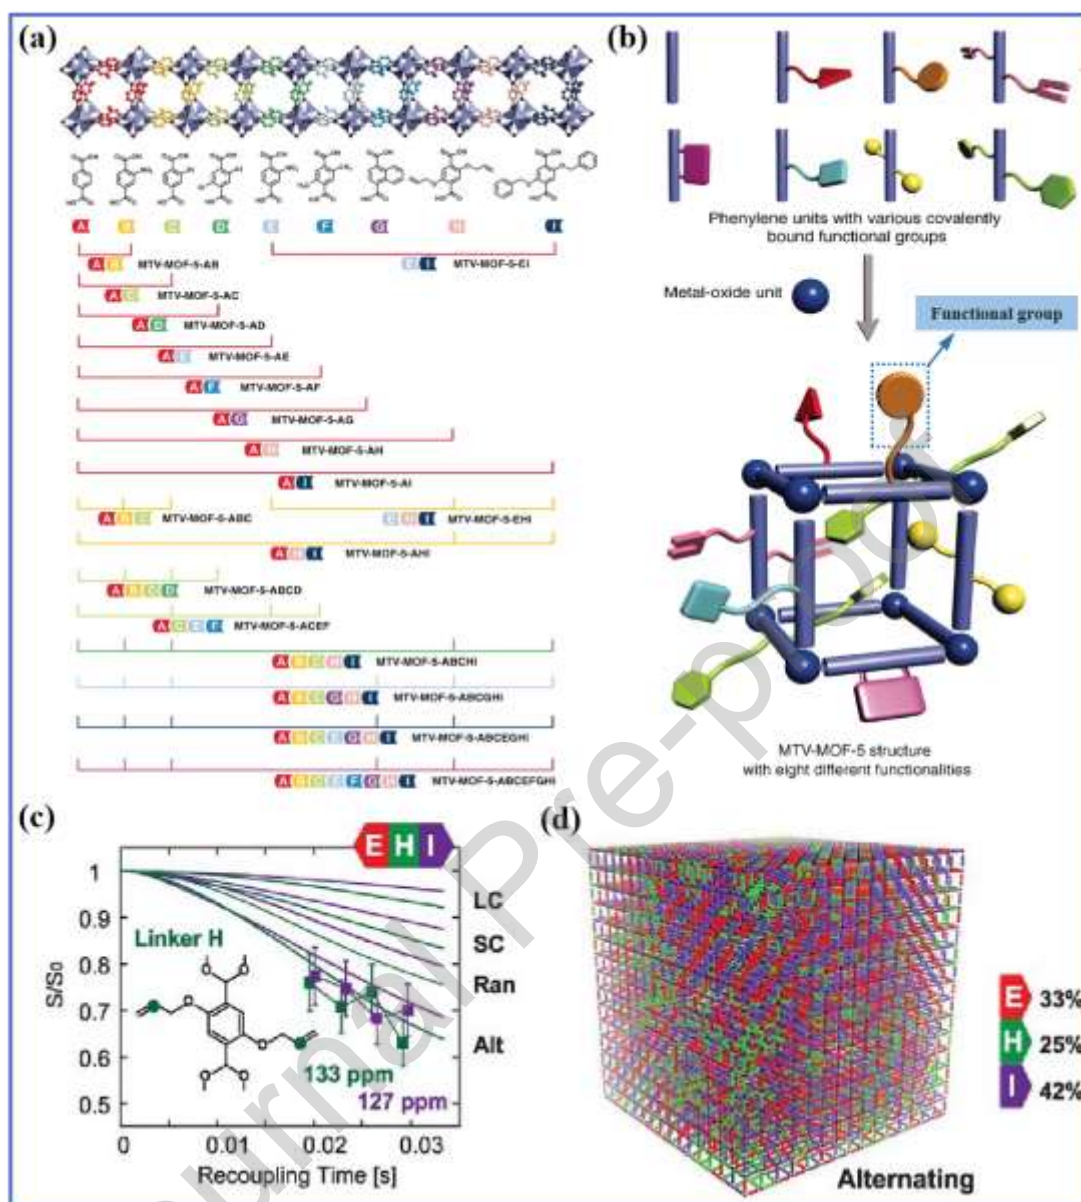 (a)
A B C D E F G H I
A B MTV-MOF-5-AB
E I MTV-MOF-5-EI
A C MTV-MOF-5-AC
A D MTV-MOF-5-AD
A E MTV-MOF-5-AE
A F MTV-MOF-5-AF
A G MTV-MOF-5-AG
A H MTV-MOF-5-AH
A I MTV-MOF-5-AI
A B C MTV-MOF-5-ABC
E H I MTV-MOF-5-EHI
A H I MTV-MOF-5-AHI
A B C D MTV-MOF-5-ABCD
A C E F MTV-MOF-5-ACEF
A B C H I MTV-MOF-5-ABCHI
A B C G H I MTV-MOF-5-ABCGHI
A B C E G H I MTV-MOF-5-ABCEGHI
A B C E F G H I MTV-MOF-5-ABCEFGHI
(b)
Phenylene units with various covalently
bound functional groups
Metal-oxide unit
Functional group
MTV-MOF-5 structure
with eight different functionalities
(c)
E H I
S/S0
1
0.9
0.8
0.7
0.6
0.5
LC
SC
Ran
Alt
Linker H
133 ppm
127 ppm
0 0.01 0.02 0.03
Recoupling Time [s]
(d)
E 33%
H 25%
I 42%
Alternating
Journal Pre-proof